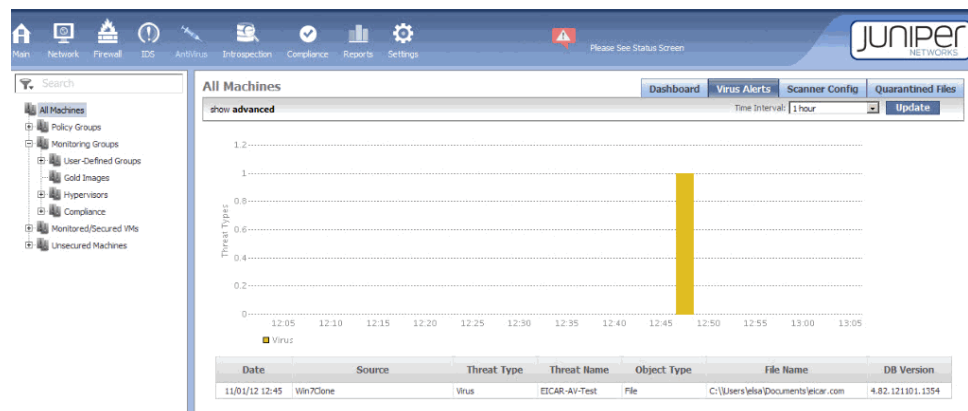 Main Network Firewall IDS AntiVirus Introspection Compliance Reports Settings
Please See Status Screen
JUNIPER
NETWORKS
Search
All Machines
Policy Groups
Monitoring Groups
User-Defined Groups
Gold Images
Hypervisors
Compliance
Monitored/Secured VMs
Unsecured Machines
All Machines
Dashboard Virus Alerts Scanner Config Quarantined Files
show advanced
Time Interval: 1 hour Update
1.2
1
0.8
0.6
0.4
0.2
0
Threat Types
12:05 12:10 12:15 12:20 12:25 12:30 12:35 12:40 12:45 12:50 12:55 13:00 13:05
Virus
Date Source Threat Type Threat Name Object Type File Name DB Version
11/01/12 12:45 Win7Clone Virus EICAR-AV-Test File C:\\Users\elsa\Documents\eicar.com 4.82.121101.1354